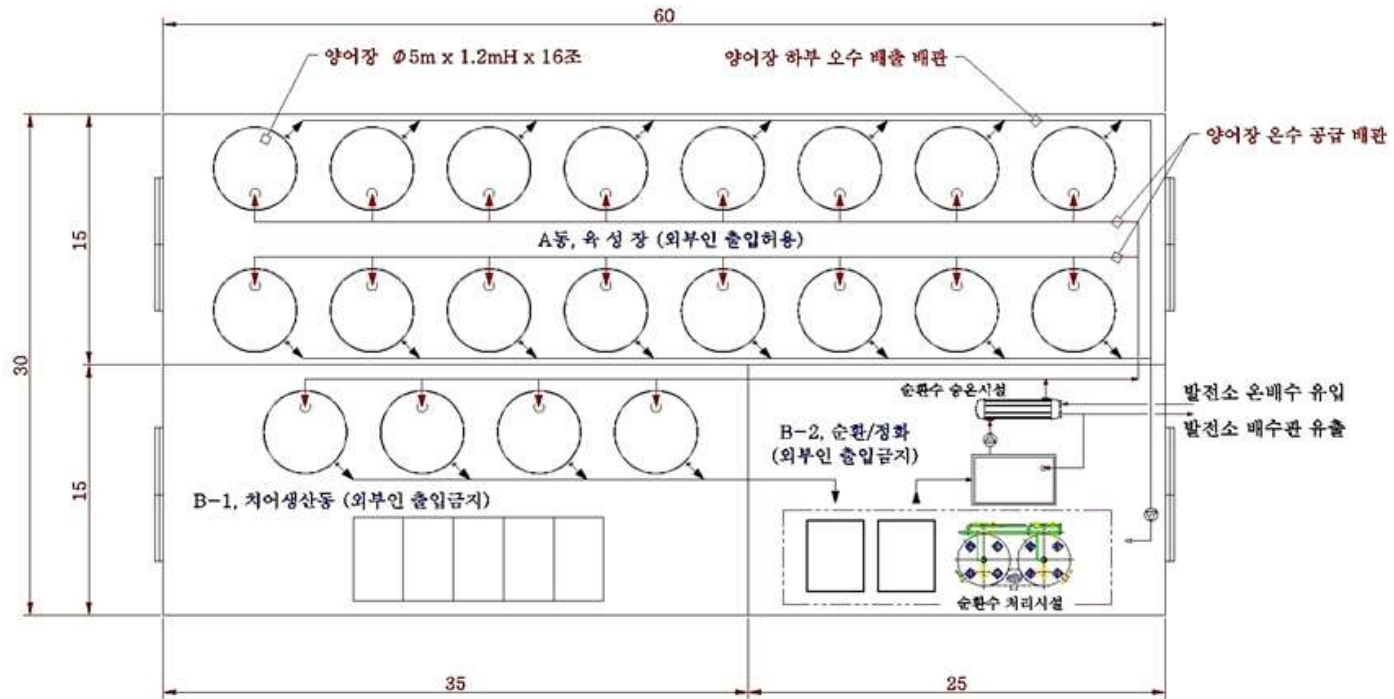 60
양어장 Φ5m x 1.2mH x 16조
양어장 하부 오수 배출 배관
양어장 온수 공급 배관
15
A동, 육 성 장 (외부인 출입허용)
30
순환수 승온시설
발전소 온배수 유입
발전소 배수관 유출
B-2, 순환/정화
(외부인 출입금지)
15
B-1, 치어생산동 (외부인 출입금지)
순환수 처리시설
35
25